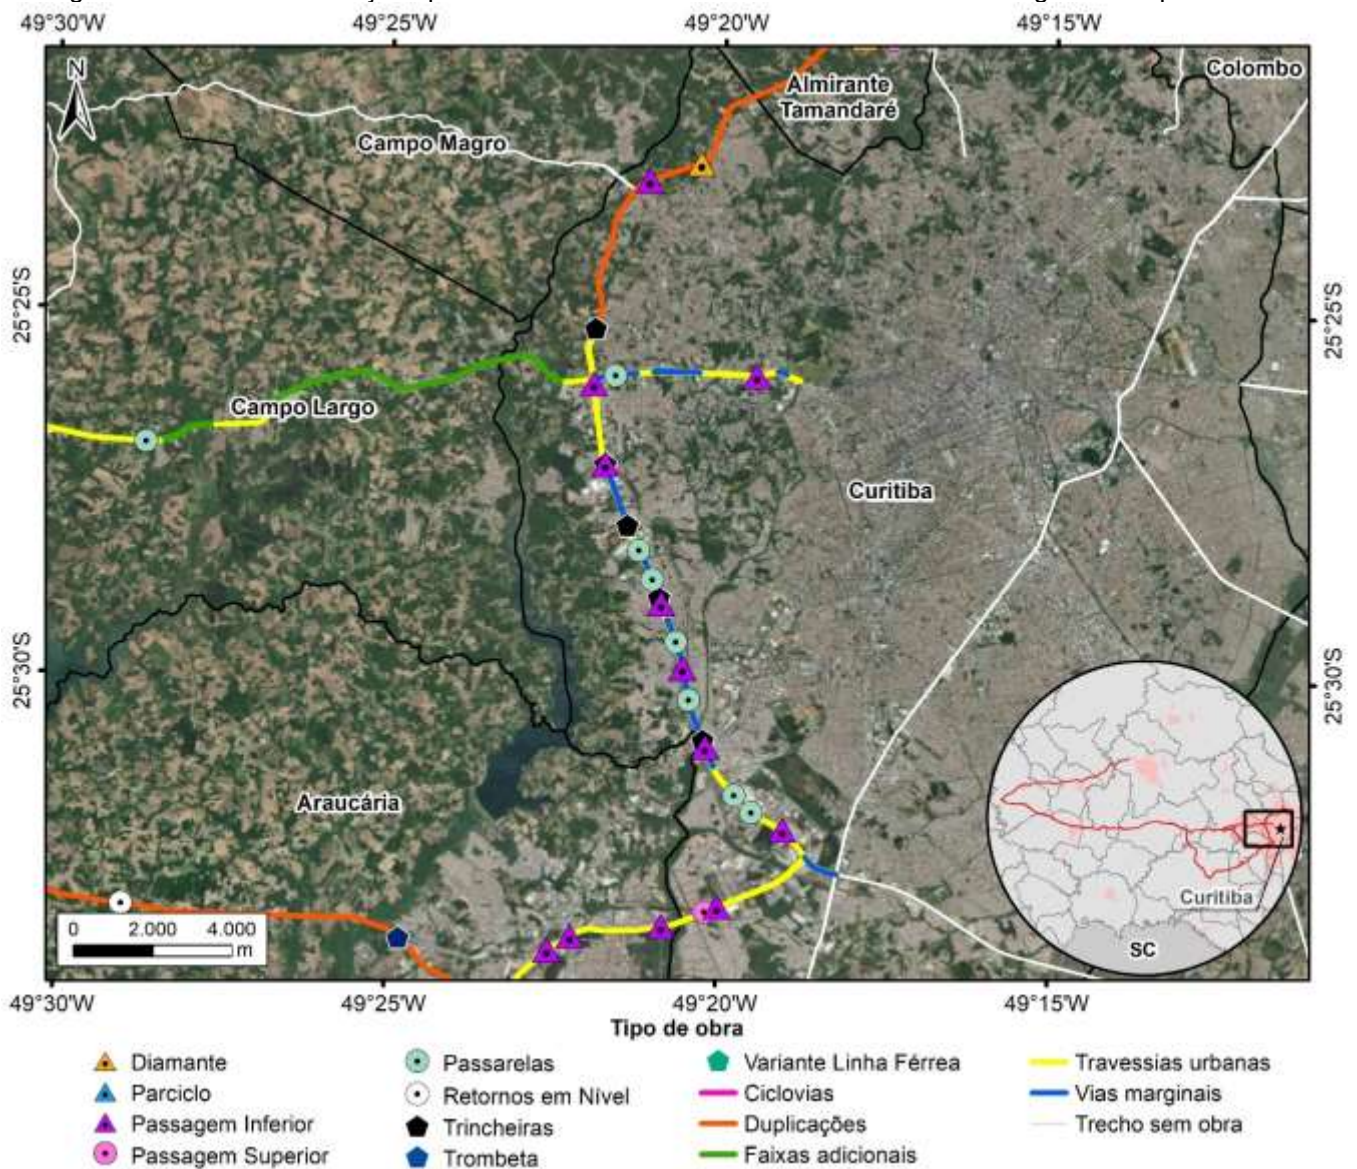 49°30'W 49°25'W 49°20'W 49°15'W
N
Colombo
Almirante
Tamandaré
Campo Magro
25°25'S
25°25'S
Campo Largo
Curitiba
25°30'S
25°30'S
Araucária
Curitiba
SC
0 2.000 4.000
m
49°30'W 49°25'W 49°20'W 49°15'W
Tipo de obra
Diamante
Parciclo
Passagem Inferior
Passagem Superior
Passarelas
Retornos em Nível
Trincheiras
Trombeta
Variante Linha Férrea
Ciclovias
Duplicações
Faixas adicionais
Travessias urbanas
Vias marginais
Trecho sem obra